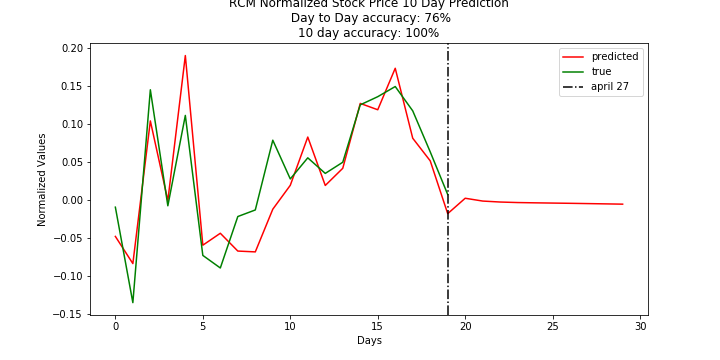 RCM Normalized Stock Price 10 Day Prediction
Day to Day accuracy: 76%
10 day accuracy: 100%
predicted
true
april 27
0.20
0.15
0.10
0.05
0.00
−0.05
−0.10
−0.15
Normalized Values
0 5 10 15 20 25 30
Days